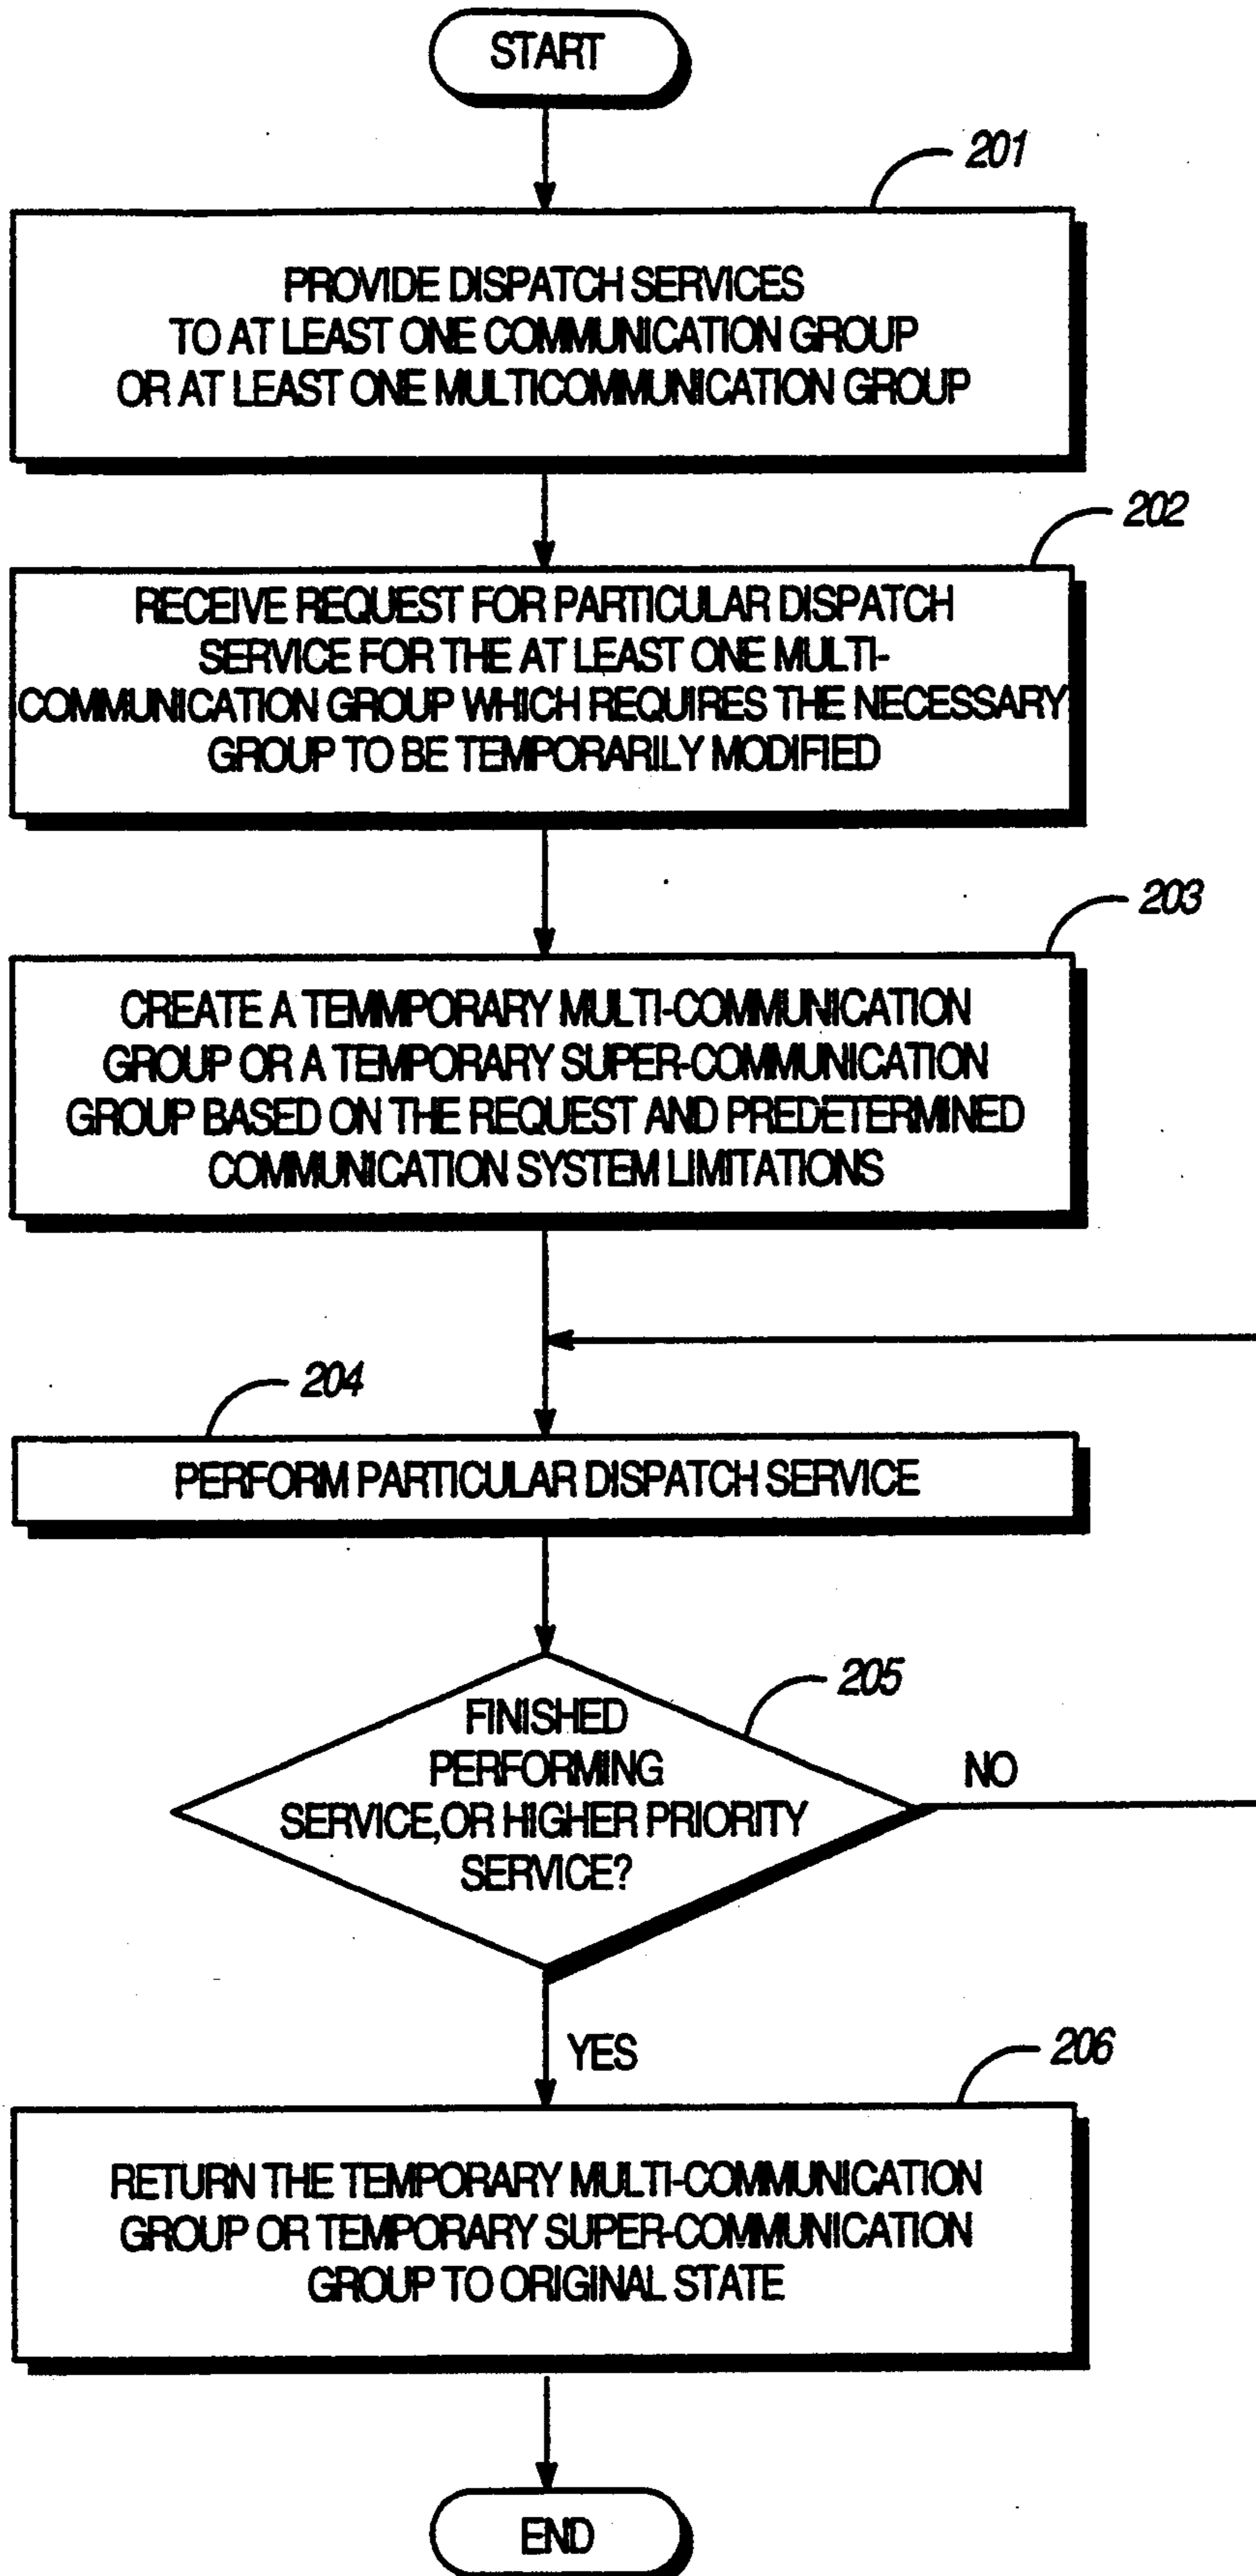 START
201
PROVIDE DISPATCH SERVICES
TO AT LEAST ONE COMMUNICATION GROUP
OR AT LEAST ONE MULTICOMMUNICATION GROUP
202
RECEIVE REQUEST FOR PARTICULAR DISPATCH
SERVICE FOR THE AT LEAST ONE MULTI-
COMMUNICATION GROUP WHICH REQUIRES THE NECESSARY
GROUP TO BE TEMPORARILY MODIFIED
203
CREATE A TEMMPORARY MULTI-COMMUNICATION
GROUP OR A TEMPORARY SUPER-COMMUNICATION
GROUP BASED ON THE REQUEST AND PREDETERMINED
COMMUNICATION SYSTEM LIMITATIONS
204
PERFORM PARTICULAR DISPATCH SERVICE
205
FINISHED
PERFORMING
SERVICE,OR HIGHER PRIORITY
SERVICE?
NO
YES
206
RETURN THE TEMPORARY MULTI-COMMUNICATION
GROUP OR TEMPORARY SUPER-COMMUNICATION
GROUP TO ORIGINAL STATE
END